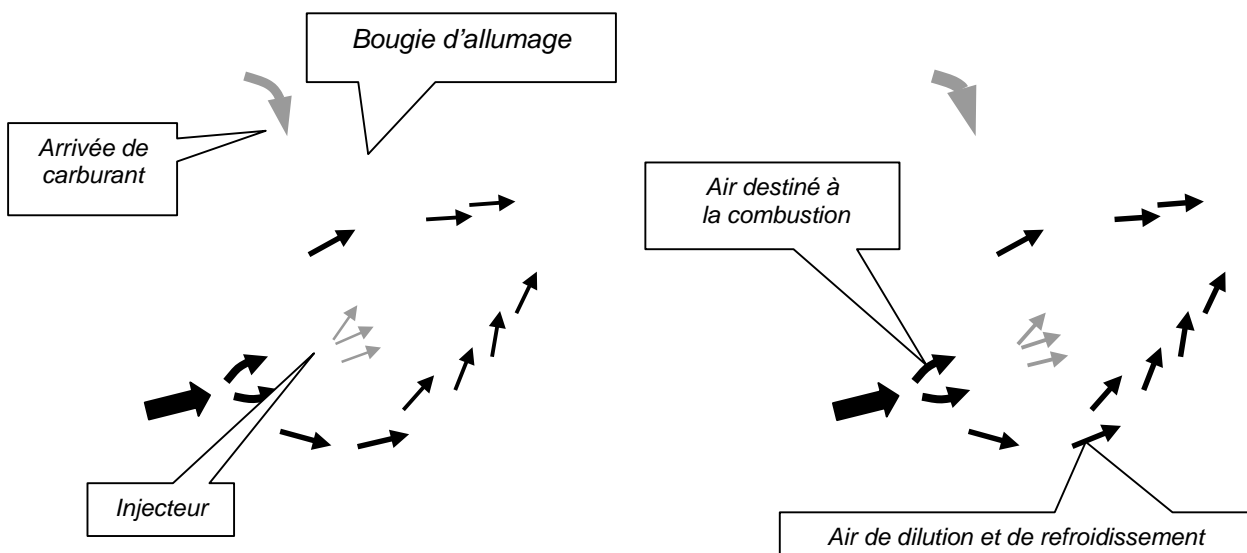 Bougie d'allumage
Arrivée de
carburant
Injecteur
Air destiné à
la combustion
Air de dilution et de refroidissement